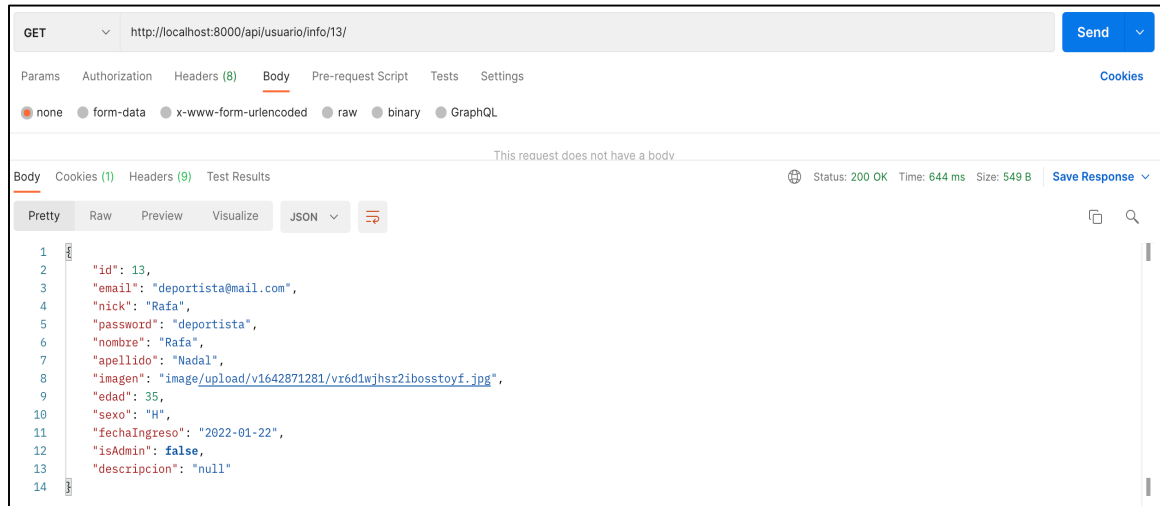 GET http://localhost:8000/api/usuario/info/13/ Send
Params Authorization Headers (8) Body Pre-request Script Tests Settings Cookies
none form-data x-www-form-urlencoded raw binary GraphQL
This request does not have a body
Body Cookies (1) Headers (9) Test Results Status: 200 OK Time: 644 ms Size: 549 B Save Response
Pretty Raw Preview Visualize JSON
1 {
2 "id": 13,
3 "email": "deportista@mail.com",
4 "nick": "Rafa",
5 "password": "deportista",
6 "nombre": "Rafa",
7 "apellido": "Nadal",
8 "imagen": "image/upload/v1642871281/vr6d1wjhsr2ibosstoyf.jpg",
9 "edad": 35,
10 "sexo": "H",
11 "fechaIngreso": "2022-01-22",
12 "isAdmin": false,
13 "descripcion": "null"
14 }